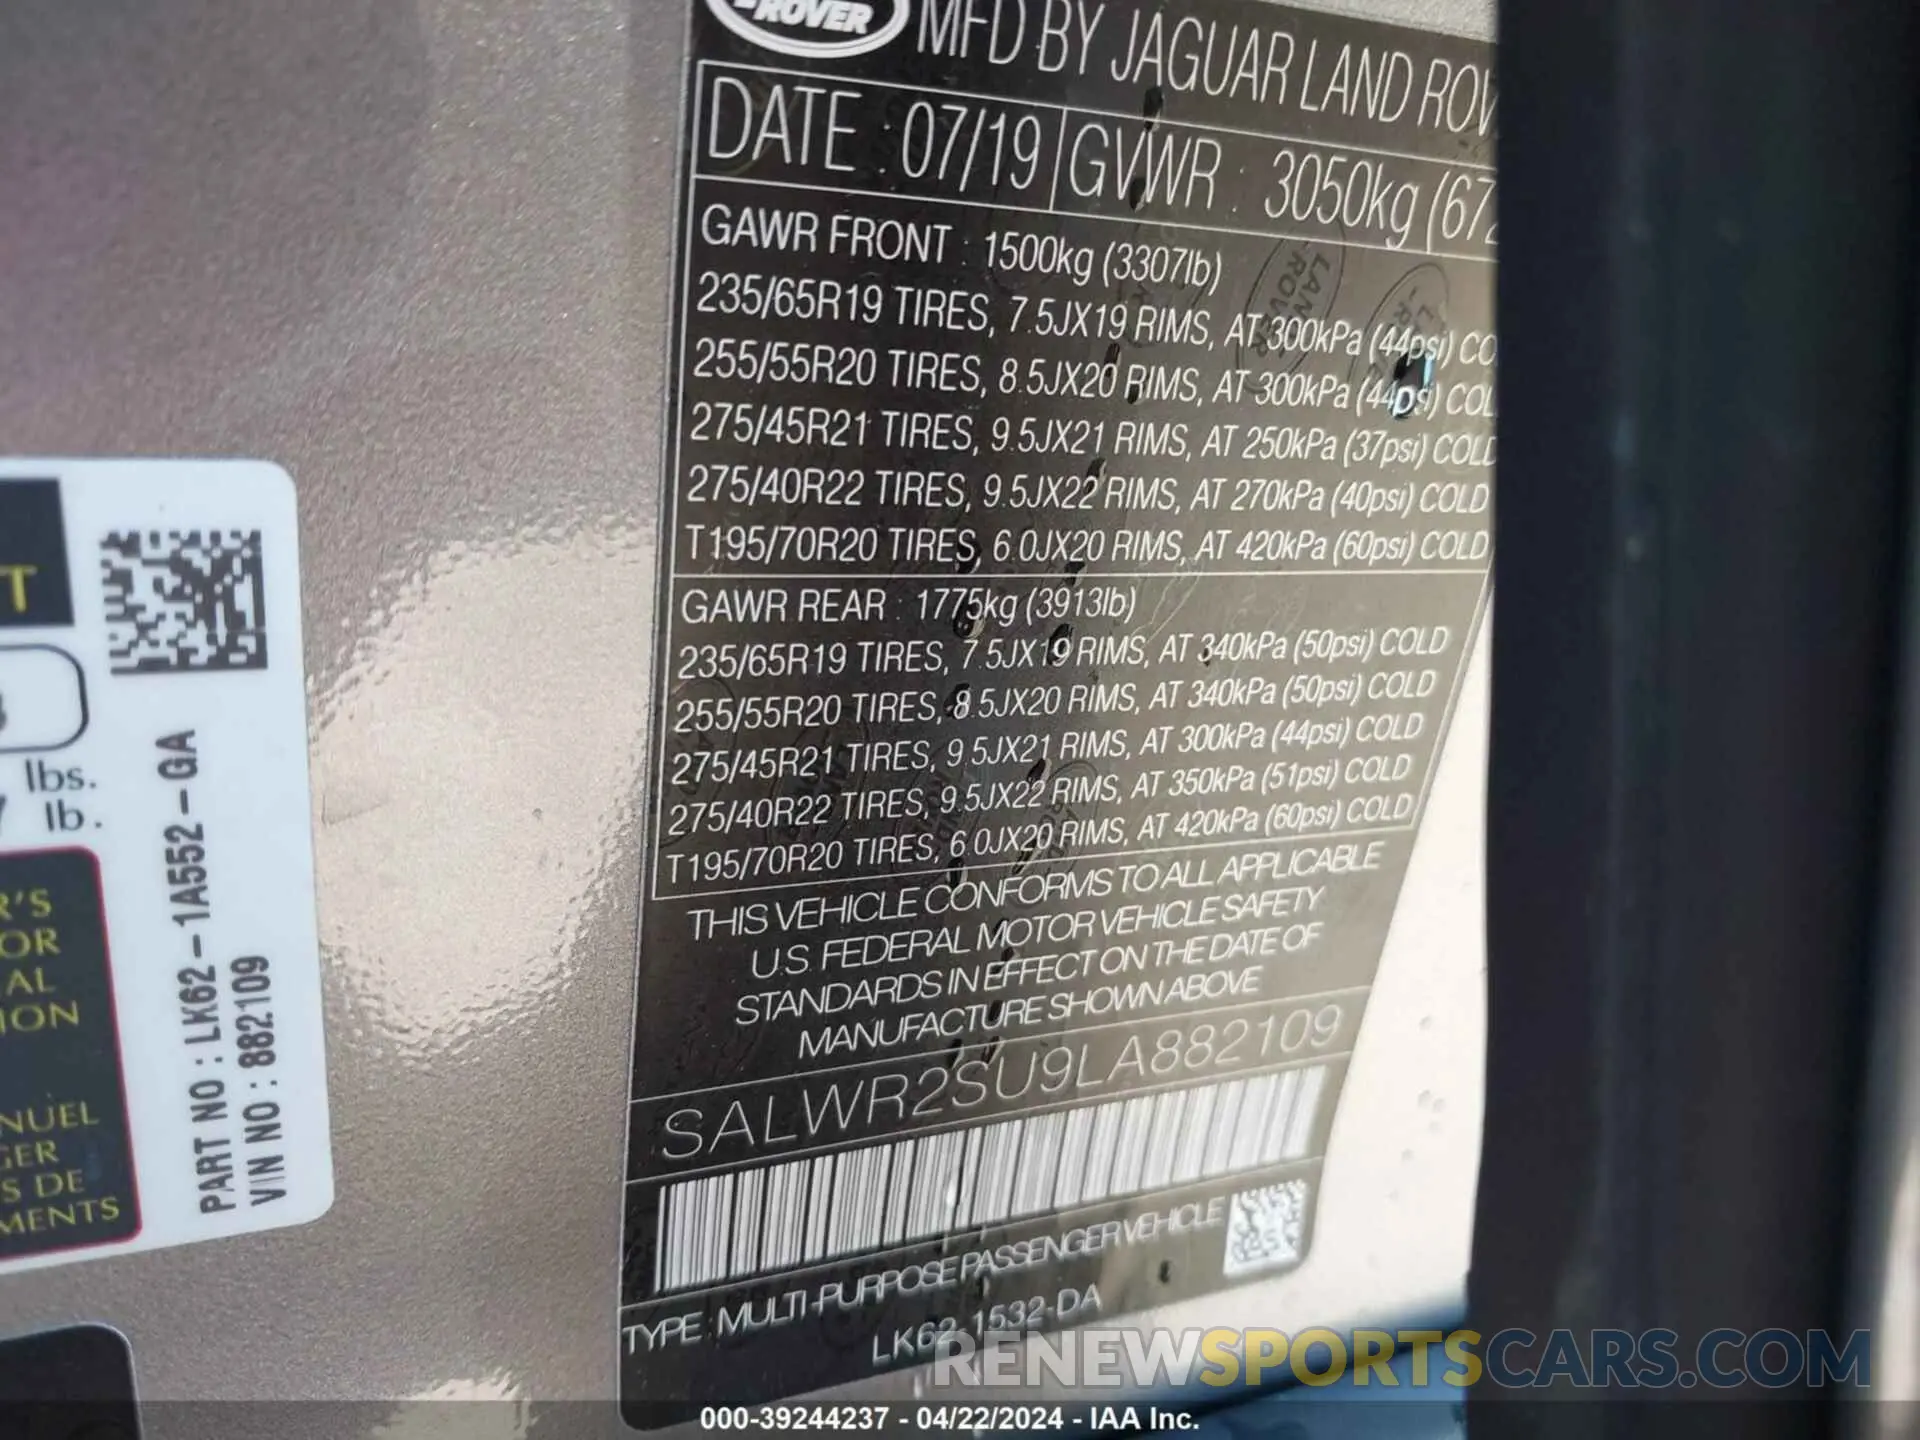 ROVER
MFD BY JAGUAR LAND ROV
DATE : 07/19 GVWR : 3050kg (672
GAWR FRONT : 1500kg (3307lb)
235/65R19 TIRES, 7.5JX19 RIMS, AT 300kPa (44psi) CO
255/55R20 TIRES, 8.5JX20 RIMS, AT 300kPa (44psi) COL
275/45R21 TIRES, 9.5JX21 RIMS, AT 250kPa (37psi) COLD
275/40R22 TIRES, 9.5JX22 RIMS, AT 270kPa (40psi) COLD
T195/70R20 TIRES, 6.0JX20 RIMS, AT 420kPa (60psi) COLD
GAWR REAR : 1775kg (3913lb)
235/65R19 TIRES, 7.5JX19 RIMS, AT 340kPa (50psi) COLD
255/55R20 TIRES, 8.5JX20 RIMS, AT 340kPa (50psi) COLD
275/45R21 TIRES, 9.5JX21 RIMS, AT 300kPa (44psi) COLD
275/40R22 TIRES, 9.5JX22 RIMS, AT 350kPa (51psi) COLD
T195/70R20 TIRES, 6.0JX20 RIMS, AT 420kPa (60psi) COLD
THIS VEHICLE CONFORMS TO ALL APPLICABLE
U.S. FEDERAL MOTOR VEHICLE SAFETY
STANDARDS IN EFFECT ON THE DATE OF
MANUFACTURE SHOWN ABOVE
SALWR2SU9LA882109
TYPE : MULTI-PURPOSE PASSENGER VEHICLE
LK62-1532-DA
T
lbs.
lb.
R'S
OR
AL
ION
NUEL
GER
S DE
MENTS
PART NO : LK62-1A552-GA
VIN NO : 882109
RENEWSPORTSCARS.COM
000-39244237 - 04/22/2024 - IAA Inc.